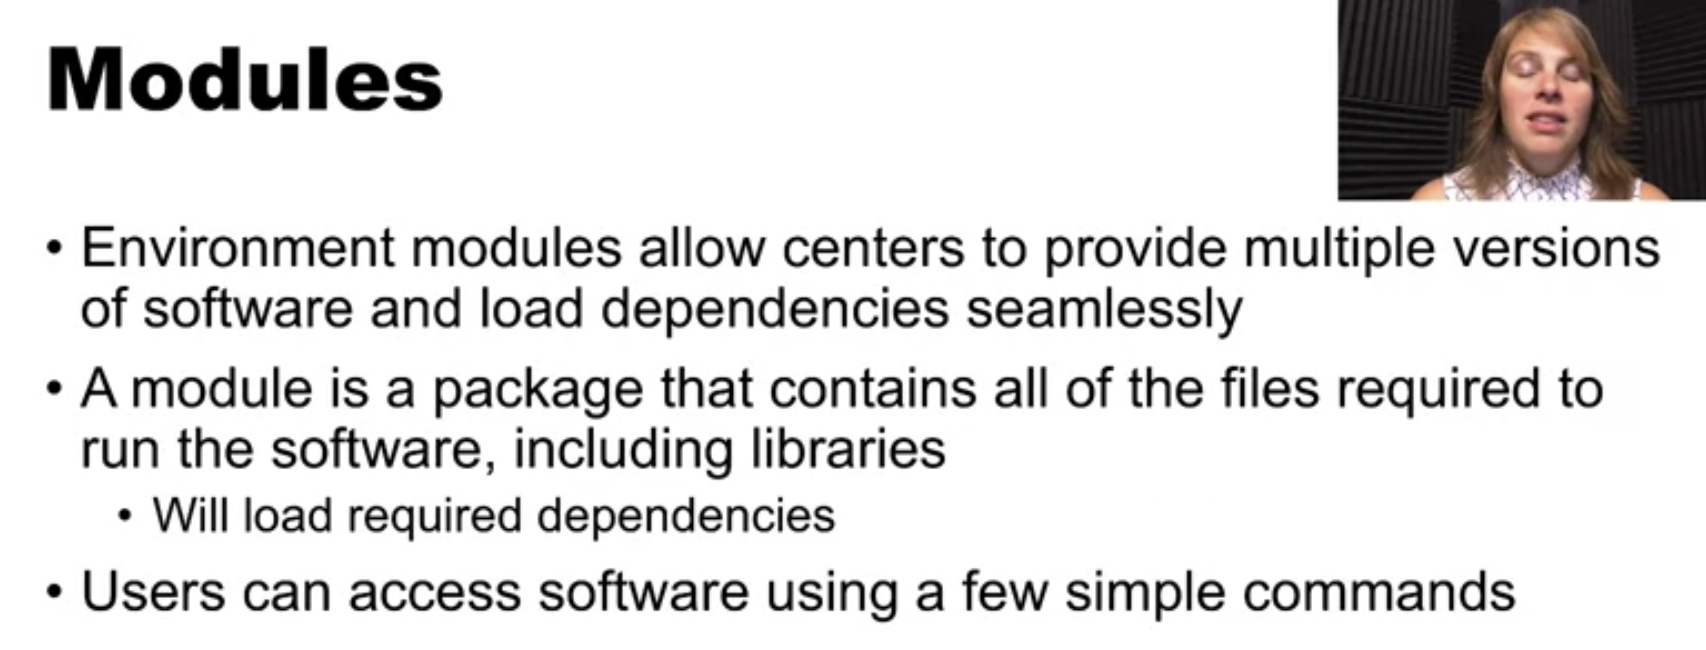 Modules
• Environment modules allow centers to provide multiple versions
of software and load dependencies seamlessly
• A module is a package that contains all of the files required to
run the software, including libraries
• Will load required dependencies
• Users can access software using a few simple commands